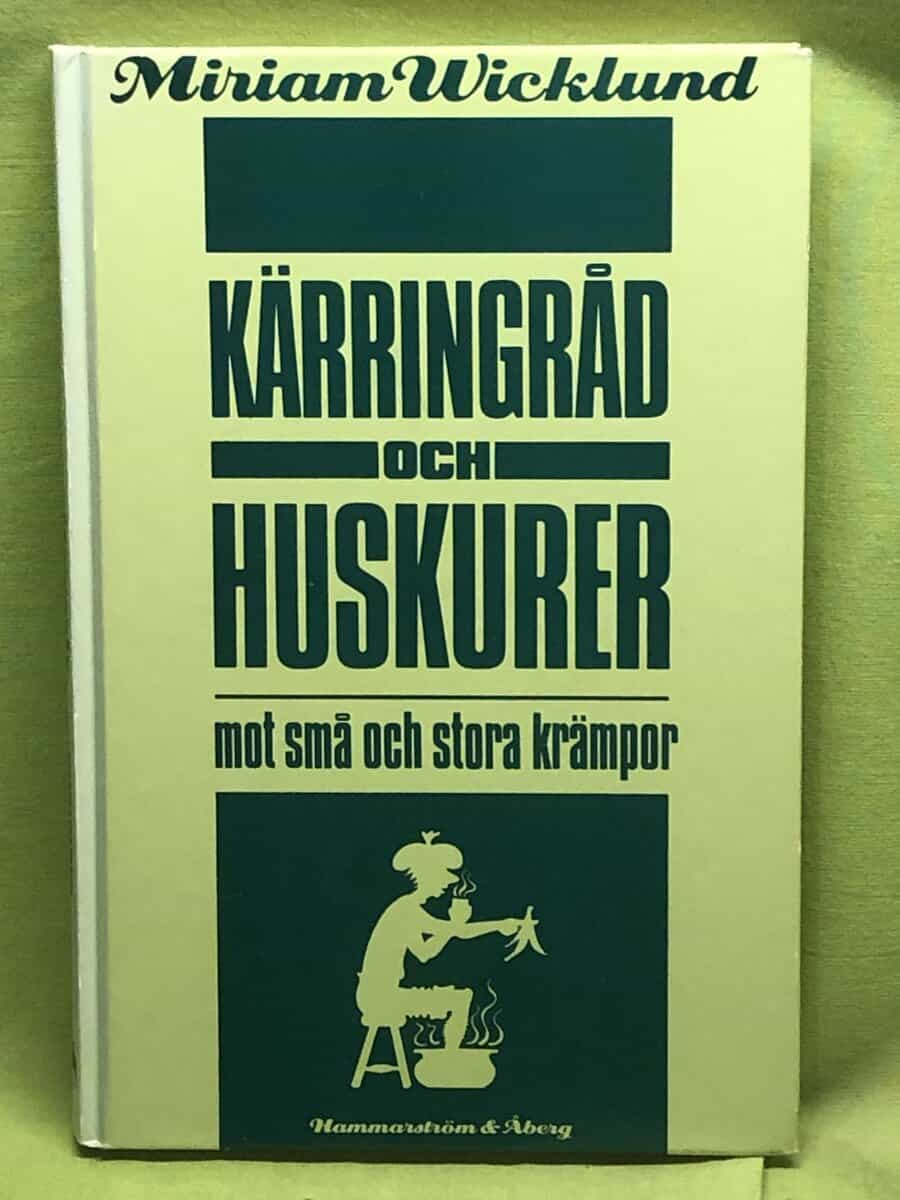 Miriam Wicklund
KÄRRINGRÅD
OCH
HUSKURER
mot små och stora krämpor
Hammarström & Åberg